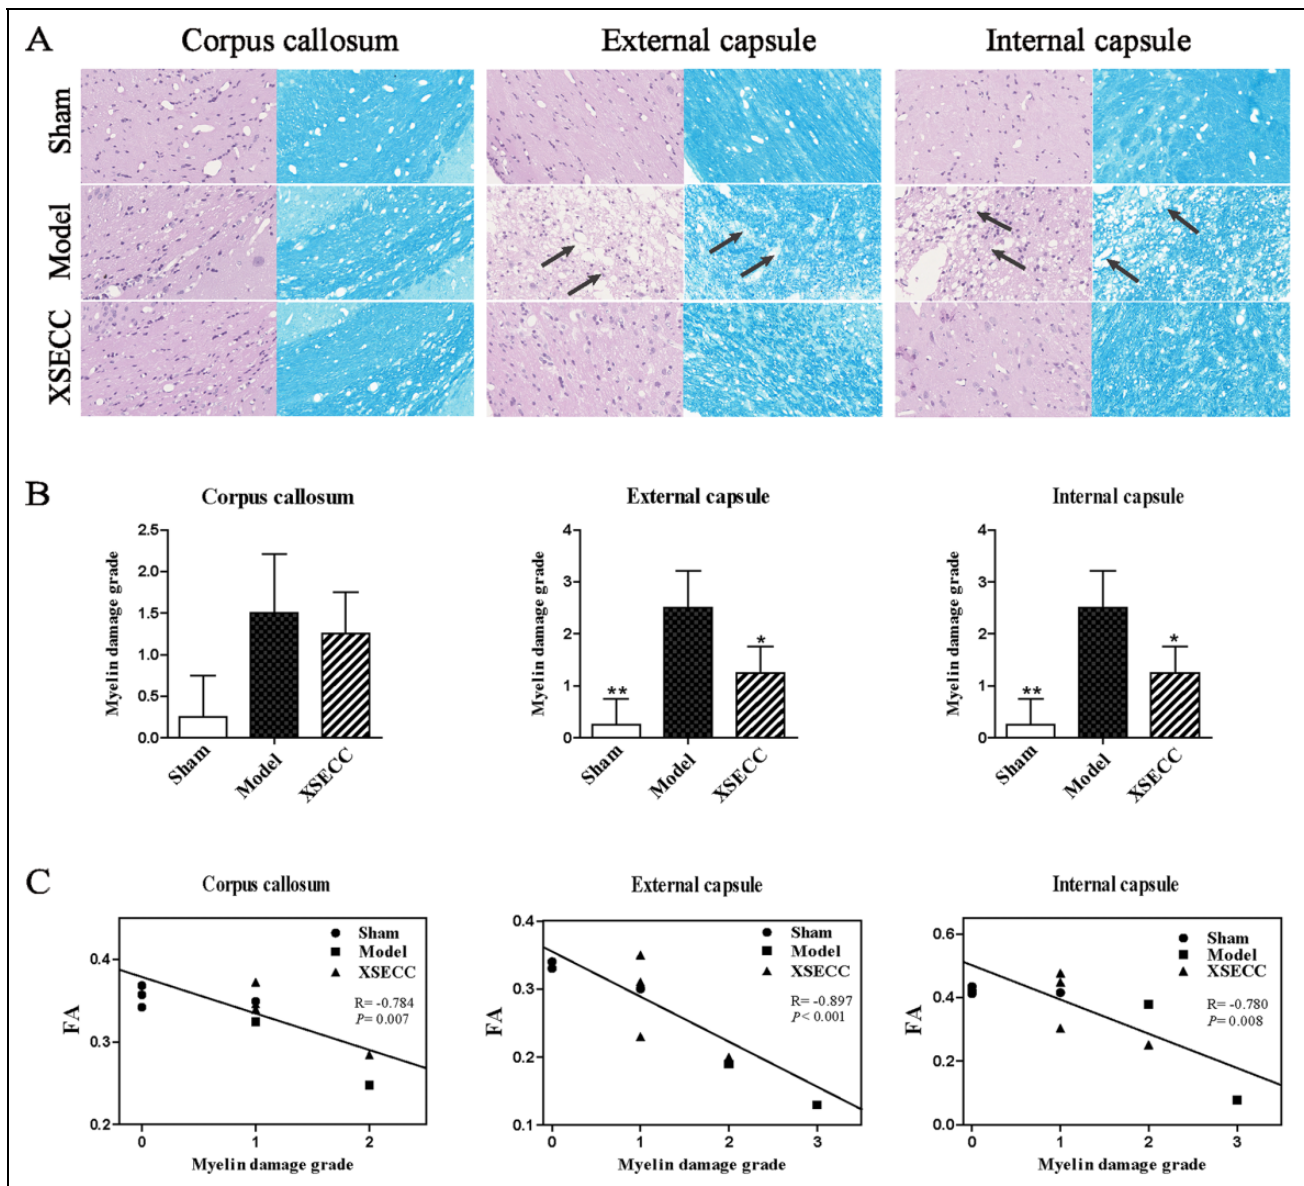 A
Corpus callosum
External capsule
Internal capsule
Sham
Model
XSECC
B
Corpus callosum
Myelin damage grade
2.5
2.0
1.5
1.0
0.5
0.0
Sham
Model
XSECC
External capsule
Myelin damage grade
4
3
2
1
0
**
*
Sham
Model
XSECC
Internal capsule
Myelin damage grade
4
3
2
1
0
**
*
Sham
Model
XSECC
C
Corpus callosum
FA
0.4
0.3
0.2
Sham
Model
XSECC
R= -0.784
P= 0.007
0 1 2
Myelin damage grade
External capsule
FA
0.4
0.3
0.2
0.1
Sham
Model
XSECC
R= -0.897
P< 0.001
0 1 2 3
Myelin damage grade
Internal capsule
FA
0.6
0.4
0.2
0.0
Sham
Model
XSECC
R= -0.780
P= 0.008
0 1 2 3
Myelin damage grade